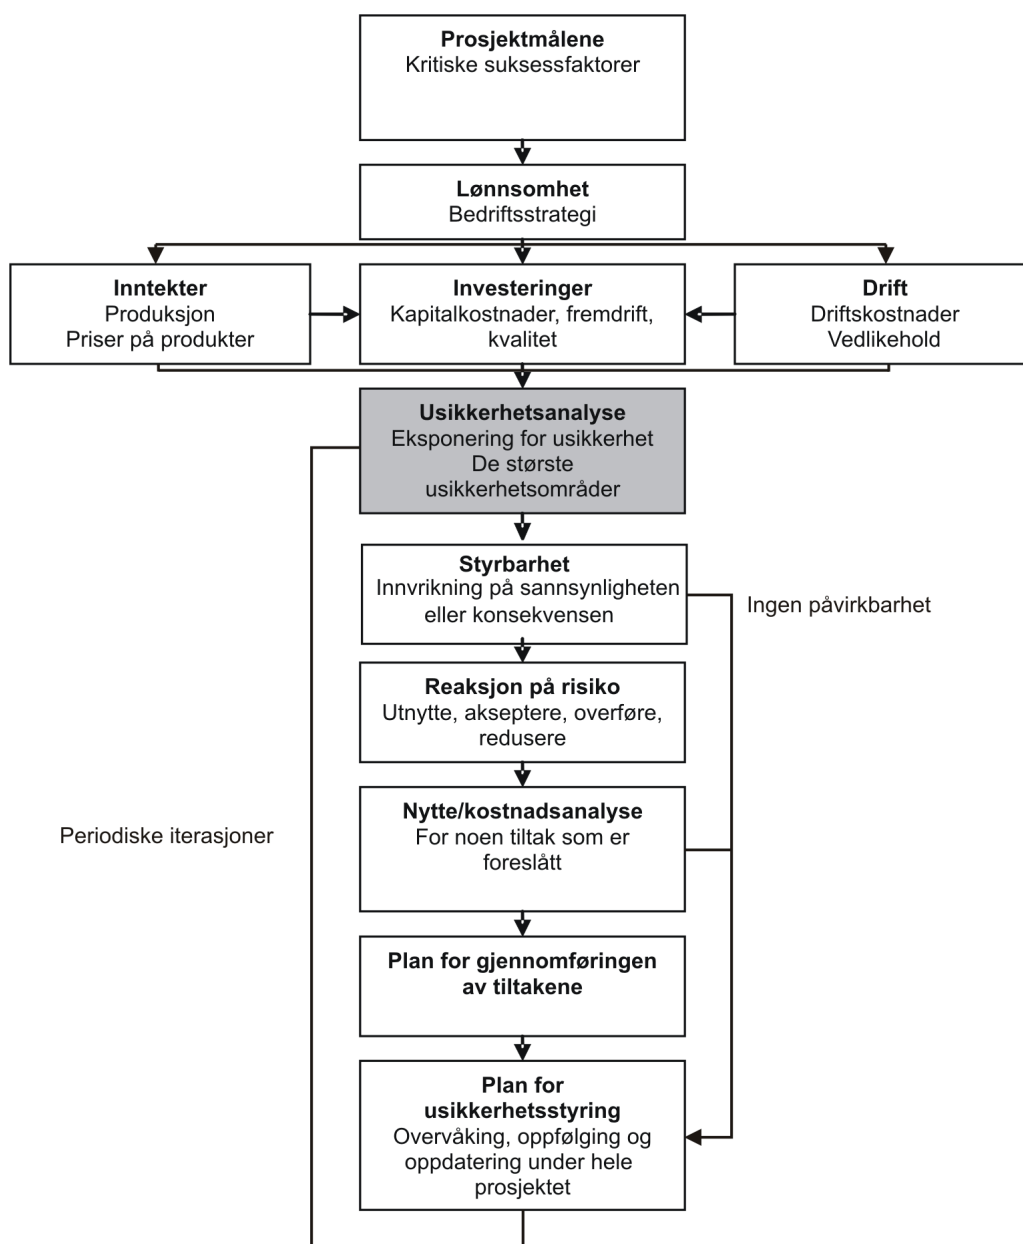 Prosjektmålene
Kritiske suksessfaktorer
Lønnsomhet
Bedriftsstrategi
Inntekter
Produksjon
Priser på produkter
Investeringer
Kapitalkostnader, fremdrift,
kvalitet
Drift
Driftskostnader
Vedlikehold
Usikkerhetsanalyse
Eksponering for usikkerhet
De største
usikkerhetsområder
Styrbarhet
Innvrikning på sannsynligheten
eller konsekvensen
Ingen påvirkbarhet
Reaksjon på risiko
Utnytte, akseptere, overføre,
redusere
Nytte/kostnadsanalyse
For noen tiltak som er
foreslått
Periodiske iterasjoner
Plan for gjennomføringen
av tiltakene
Plan for
usikkerhetsstyring
Overvåking, oppfølging og
oppdatering under hele
prosjektet